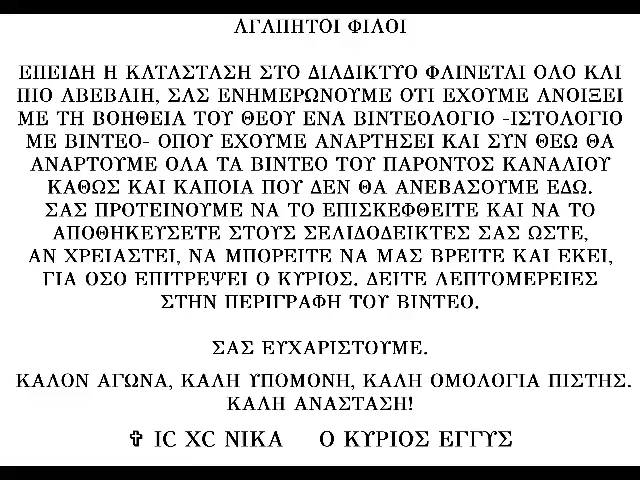 ΑΓΑΠΗΤΟΙ ΦΙΛΟΙ
ΕΠΕΙΔΗ Η ΚΑΤΑΣΤΑΣΗ ΣΤΟ ΔΙΑΔΙΚΤΥΟ ΦΑΙΝΕΤΑΙ ΟΛΟ ΚΑΙ
ΠΙΟ ΑΒΕΒΑΙΗ, ΣΑΣ ΕΝΗΜΕΡΩΝΟΥΜΕ ΟΤΙ ΕΧΟΥΜΕ ΑΝΟΙΞΕΙ
ΜΕ ΤΗ ΒΟΗΘΕΙΑ ΤΟΥ ΘΕΟΥ ΕΝΑ ΒΙΝΤΕΟΛΟΓΙΟ -ΙΣΤΟΛΟΓΙΟ
ΜΕ ΒΙΝΤΕΟ- ΟΠΟΥ ΕΧΟΥΜΕ ΑΝΑΡΤΗΣΕΙ ΚΑΙ ΣΥΝ ΘΕΩ ΘΑ
ΑΝΑΡΤΟΥΜΕ ΟΛΑ ΤΑ ΒΙΝΤΕΟ ΤΟΥ ΠΑΡΟΝΤΟΣ ΚΑΝΑΛΙΟΥ
ΚΑΘΩΣ ΚΑΙ ΚΑΠΟΙΑ ΠΟΥ ΔΕΝ ΘΑ ΑΝΕΒΑΣΟΥΜΕ ΕΔΩ.
ΣΑΣ ΠΡΟΤΕΙΝΟΥΜΕ ΝΑ ΤΟ ΕΠΙΣΚΕΦΘΕΙΤΕ ΚΑΙ ΝΑ ΤΟ
ΑΠΟΘΗΚΕΥΣΕΤΕ ΣΤΟΥΣ ΣΕΛΙΔΟΔΕΙΚΤΕΣ ΣΑΣ ΩΣΤΕ,
ΑΝ ΧΡΕΙΑΣΤΕΙ, ΝΑ ΜΠΟΡΕΙΤΕ ΝΑ ΜΑΣ ΒΡΕΙΤΕ ΚΑΙ ΕΚΕΙ,
ΓΙΑ ΟΣΟ ΕΠΙΤΡΕΨΕΙ Ο ΚΥΡΙΟΣ. ΔΕΙΤΕ ΛΕΠΤΟΜΕΡΕΙΕΣ
ΣΤΗΝ ΠΕΡΙΓΡΑΦΗ ΤΟΥ ΒΙΝΤΕΟ.
ΣΑΣ ΕΥΧΑΡΙΣΤΟΥΜΕ.
ΚΑΛΟΝ ΑΓΩΝΑ, ΚΑΛΗ ΥΠΟΜΟΝΗ, ΚΑΛΗ ΟΜΟΛΟΓΙΑ ΠΙΣΤΗΣ.
ΚΑΛΗ ΑΝΑΣΤΑΣΗ!
✞ IC XC ΝΙΚΑ Ο ΚΥΡΙΟΣ ΕΓΓΥΣ